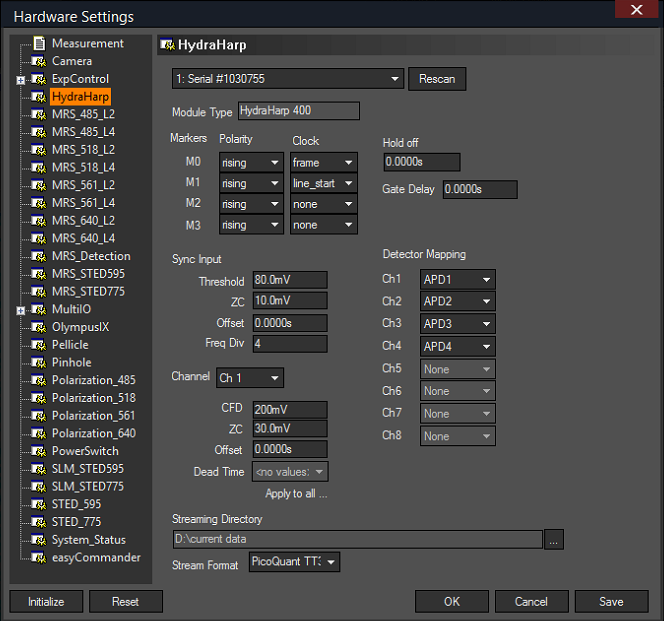 Hardware Settings
Measurement
Camera
ExpControl
HydraHarp
MRS_485_L2
MRS_485_L4
MRS_518_L2
MRS_518_L4
MRS_561_L2
MRS_561_L4
MRS_640_L2
MRS_640_L4
MRS_Detection
MRS_STED595
MRS_STED775
MultiIO
OlympusIX
Pellicle
Pinhole
Polarization_485
Polarization_518
Polarization_561
Polarization_640
PowerSwitch
SLM_STED595
SLM_STED775
STED_595
STED_775
System_Status
easyCommander
HydraHarp
1: Serial #1030755 Rescan
Module Type HydraHarp 400
Markers Polarity Clock
M0 rising frame
M1 rising line_start
M2 rising none
M3 rising none
Hold off
0.0000s
Gate Delay 0.0000s
Sync Input
Threshold 80.0mV
ZC 10.0mV
Offset 0.0000s
Freq Div 4
Channel Ch 1
CFD 200mV
ZC 30.0mV
Offset 0.0000s
Dead Time <no values:
Apply to all ...
Detector Mapping
Ch1 APD1
Ch2 APD2
Ch3 APD3
Ch4 APD4
Ch5 None
Ch6 None
Ch7 None
Ch8 None
Streaming Directory
D:\current data ...
Stream Format PicoQuant TT3
Initialize Reset OK Cancel Save